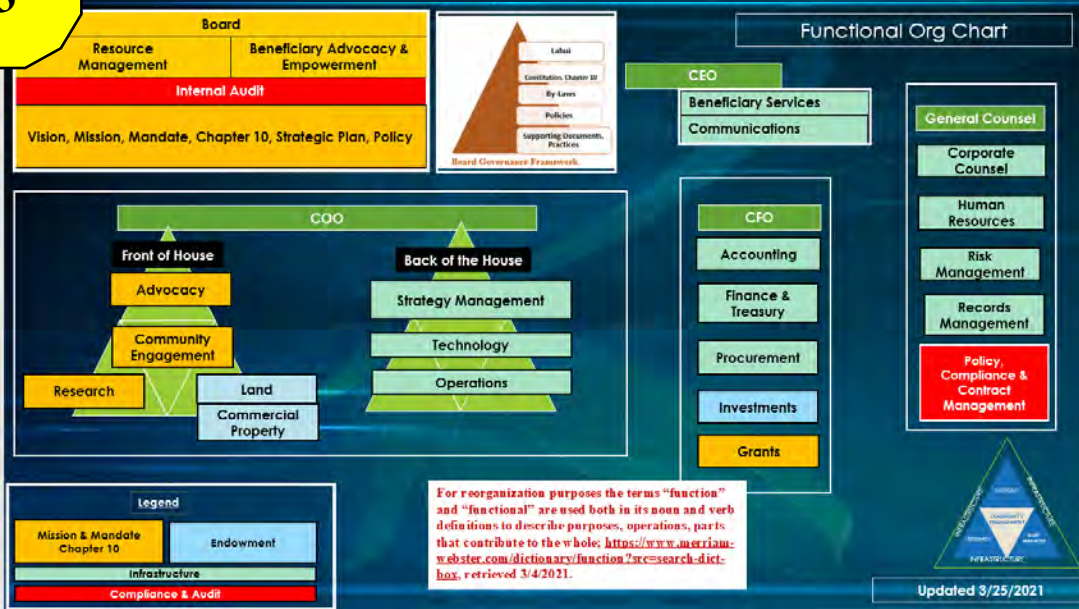 Board
Resource
Management
Beneficiary Advocacy &
Empowerment
Internal Audit
Vision, Mission, Mandate, Chapter 10, Strategic Plan, Policy
Lahui
Constitution, Chapter 10
By-Laws
Policies
Supporting Documents,
Practices
Board Governance Framework
Functional Org Chart
CEO
Beneficiary Services
Communications
General Counsel
Corporate
Counsel
Human
Resources
Risk
Management
Records
Management
Policy,
Compliance &
Contract
Management
COO
Front of House
Advocacy
Community
Engagement
Research
Land
Commercial
Property
Back of the House
Strategy Management
Technology
Operations
CFO
Accounting
Finance &
Treasury
Procurement
Investments
Grants
Legend
Mission & Mandate
Chapter 10
Endowment
Infrastructure
Compliance & Audit
For reorganization purposes the terms “function”
and “functional” are used both in its noun and verb
definitions to describe purposes, operations, parts
that contribute to the whole; https://www.merriam-
webster.com/dictionary/function?src=search-dict-
box, retrieved 3/4/2021.
INFRASTRUCTURE
INFRASTRUCTURE
INFRASTRUCTURE
Updated 3/25/2021